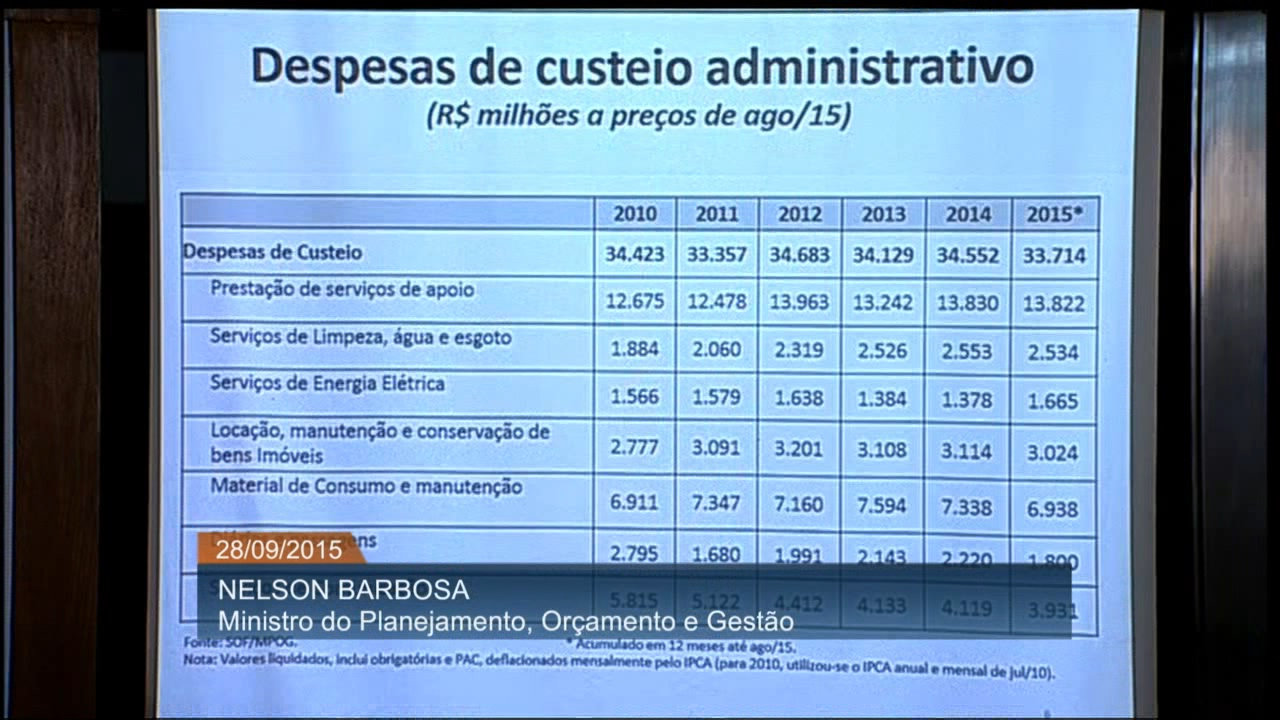 Despesas de custeio administrativo
(R$ milhões a preços de ago/15)
2010 2011 2012 2013 2014 2015*
Despesas de Custeio 34.423 33.357 34.683 34.129 34.552 33.714
Prestação de serviços de apoio 12.675 12.478 13.963 13.242 13.830 13.822
Serviços de Limpeza, água e esgoto 1.884 2.060 2.319 2.526 2.553 2.534
Serviços de Energia Elétrica 1.566 1.579 1.638 1.384 1.378 1.665
Locação, manutenção e conservação de
bens Imóveis 2.777 3.091 3.201 3.108 3.114 3.024
Material de Consumo e manutenção 6.911 7.347 7.160 7.594 7.338 6.938
2.795 1.680 1.991 2.143 2.220 1.800
28/09/2015
NELSON BARBOSA
Ministro do Planejamento, Orçamento e Gestão
5.815 5.122 4.412 4.133 4.119 3.931
Fonte: SOF/MPOG. * Acumulado em 12 meses até ago/15.
Nota: Valores liquidados, inclui obrigatórias e PAC, deflacionados mensalmente pelo IPCA (para 2010, utilizou-se o IPCA anual e mensal de jul/10).